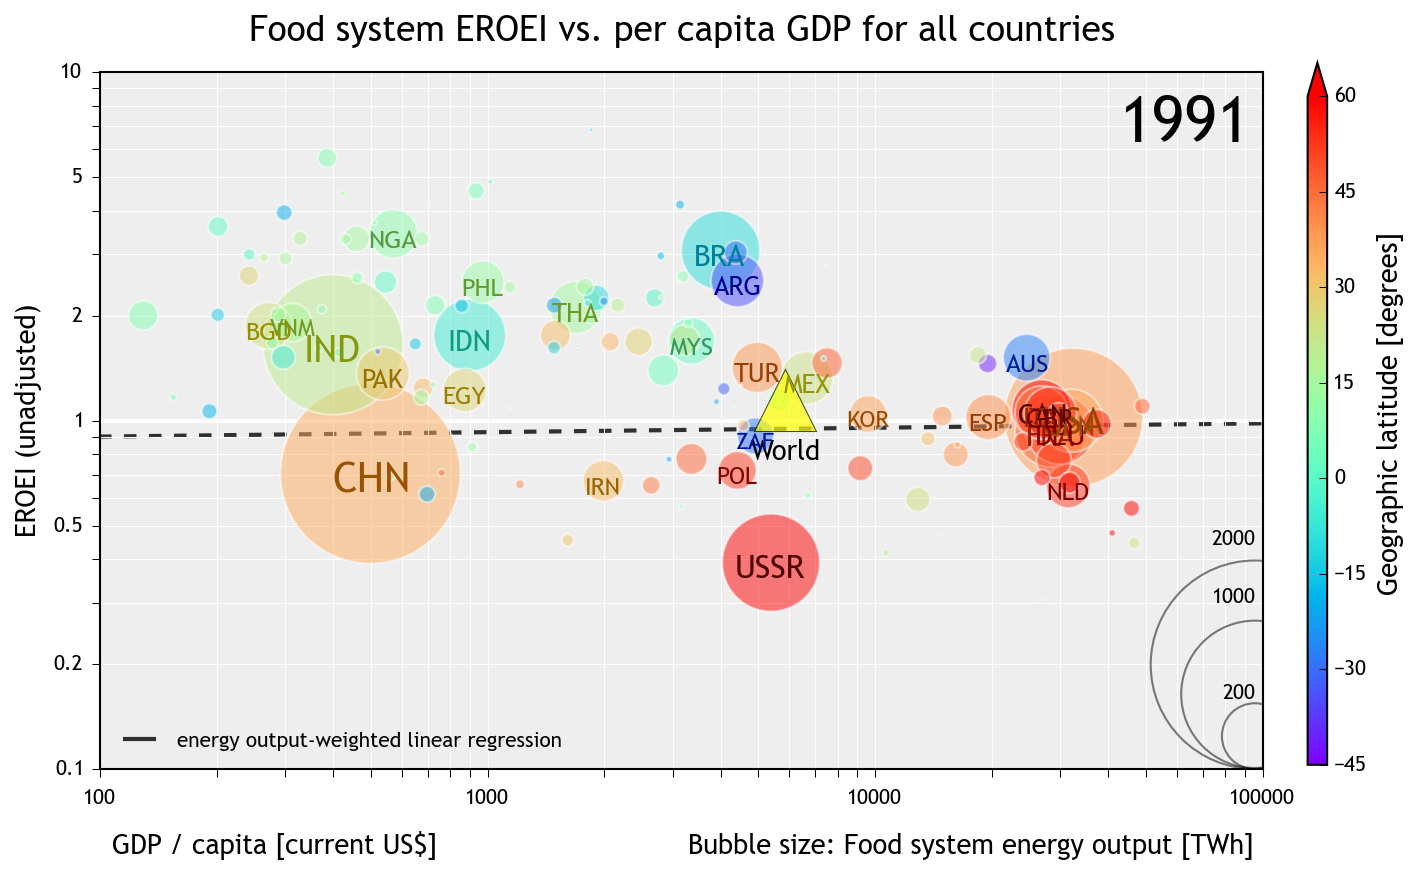 Food system EROEI vs. per capita GDP for all countries
1991
10
5
2
1
0.5
0.2
0.1
EROEI (unadjusted)
NGA
BRA
ARG
PHL
THA
BGD
VNM
IND
IDN
MYS
PAK
EGY
TUR
MEX
AUS
KOR
ESP
USA
ZAF
World
CHN
IRN
POL
NLD
USSR
2000
1000
200
energy output-weighted linear regression
100
1000
10000
100000
GDP / capita [current US$]
Bubble size: Food system energy output [TWh]
60
45
30
15
0
−15
−30
−45
Geographic latitude [degrees]